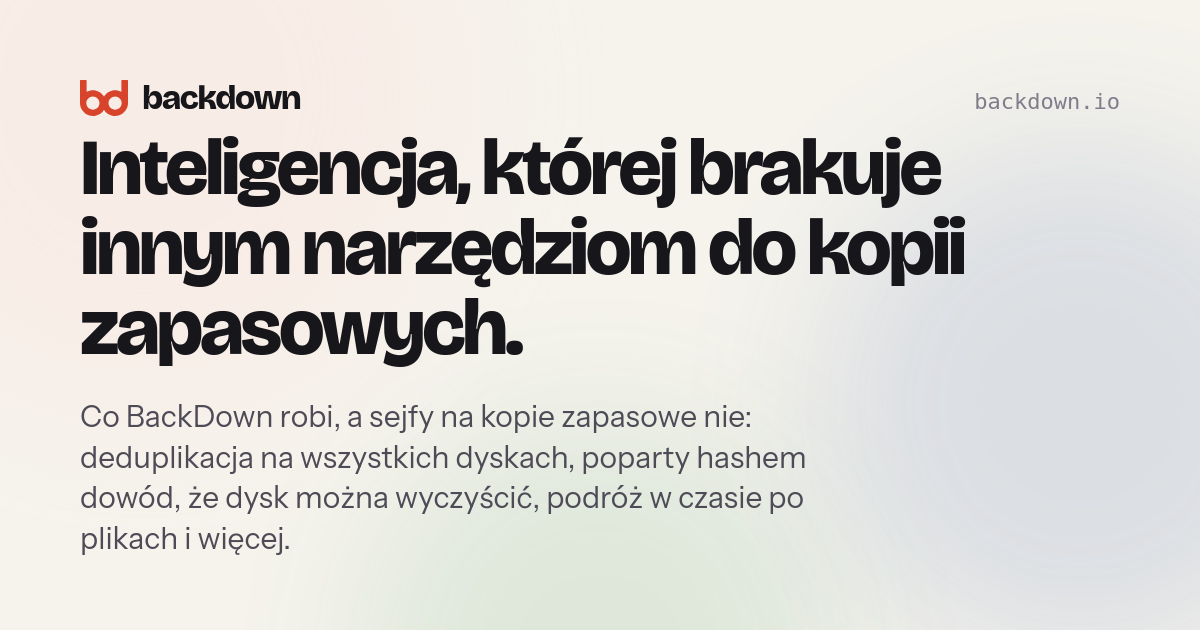 bd backdown
backdown.io
Inteligencja, której brakuje
innym narzędziom do kopii
zapasowych.
Co BackDown robi, a sejfy na kopie zapasowe nie:
deduplikacja na wszystkich dyskach, poparty hashem
dowód, że dysk można wyczyścić, podróż w czasie po
plikach i więcej.